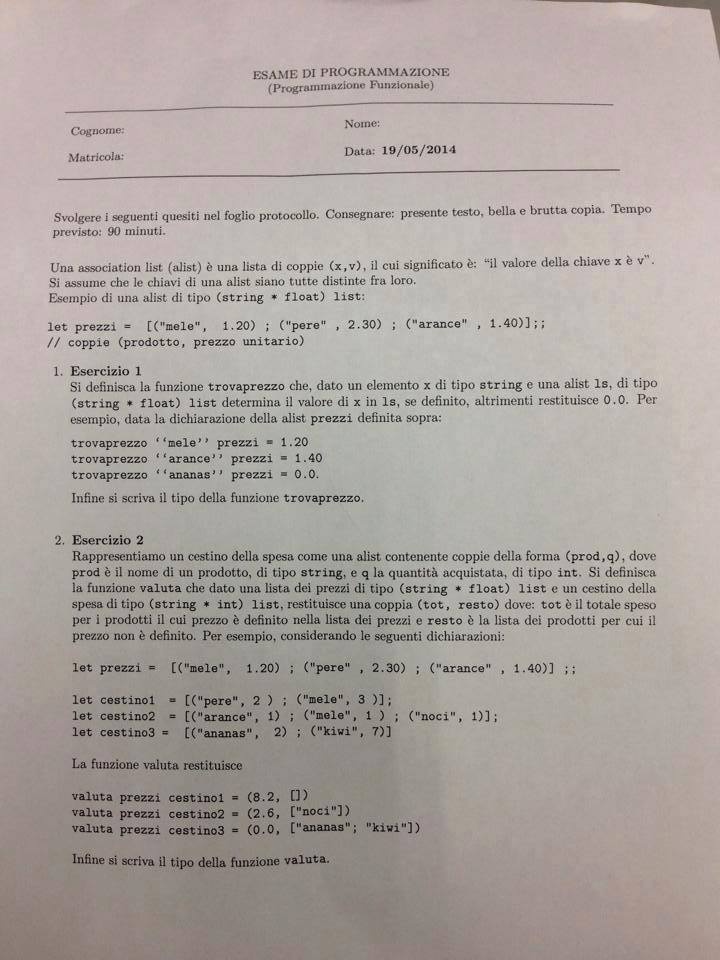 ESAME DI PROGRAMMAZIONE
(Programmazione Funzionale)
Cognome:
Nome:
Matricola:
Data: 19/05/2014
Svolgere i seguenti quesiti nel foglio protocollo. Consegnare: presente testo, bella e brutta copia. Tempo
previsto: 90 minuti.
Una association list (alist) è una lista di coppie (x,v), il cui significato è: “il valore della chiave x è v”.
Si assume che le chiavi di una alist siano tutte distinte fra loro.
Esempio di una alist di tipo (string * float) list:
let prezzi = [("mele", 1.20) ; ("pere" , 2.30) ; ("arance" , 1.40)];;
// coppie (prodotto, prezzo unitario)
1. Esercizio 1
Si definisca la funzione trovaprezzo che, dato un elemento x di tipo string e una alist ls, di tipo
(string * float) list determina il valore di x in ls, se definito, altrimenti restituisce 0.0. Per
esempio, data la dichiarazione della alist prezzi definita sopra:
trovaprezzo ‘‘mele’’ prezzi = 1.20
trovaprezzo ‘‘arance’’ prezzi = 1.40
trovaprezzo ‘‘ananas’’ prezzi = 0.0.
Infine si scriva il tipo della funzione trovaprezzo.
2. Esercizio 2
Rappresentiamo un cestino della spesa come una alist contenente coppie della forma (prod,q), dove
prod è il nome di un prodotto, di tipo string, e q la quantità acquistata, di tipo int. Si definisca
la funzione valuta che dato una lista dei prezzi di tipo (string * float) list e un cestino della
spesa di tipo (string * int) list, restituisce una coppia (tot, resto) dove: tot è il totale speso
per i prodotti il cui prezzo è definito nella lista dei prezzi e resto è la lista dei prodotti per cui il
prezzo non è definito. Per esempio, considerando le seguenti dichiarazioni:
let prezzi = [("mele", 1.20) ; ("pere" , 2.30) ; ("arance" , 1.40)] ;;
let cestino1 = [("pere", 2 ) ; ("mele", 3 )];
let cestino2 = [("arance", 1) ; ("mele", 1 ) ; ("noci", 1)];
let cestino3 = [("ananas", 2) ; ("kiwi", 7)]
La funzione valuta restituisce
valuta prezzi cestino1 = (8.2, [])
valuta prezzi cestino2 = (2.6, ["noci"])
valuta prezzi cestino3 = (0.0, ["ananas"; "kiwi"])
Infine si scriva il tipo della funzione valuta.